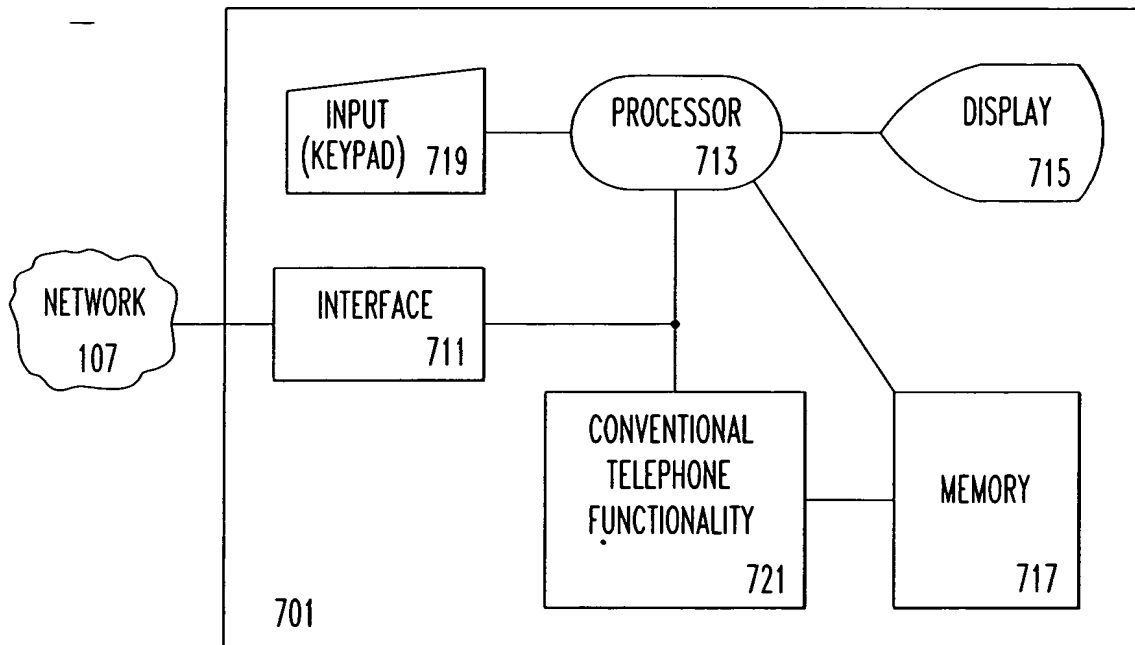 INPUT
(KEYPAD)
719
PROCESSOR
713
DISPLAY
715
NETWORK
107
INTERFACE
711
CONVENTIONAL
TELEPHONE
FUNCTIONALITY
721
MEMORY
717
701